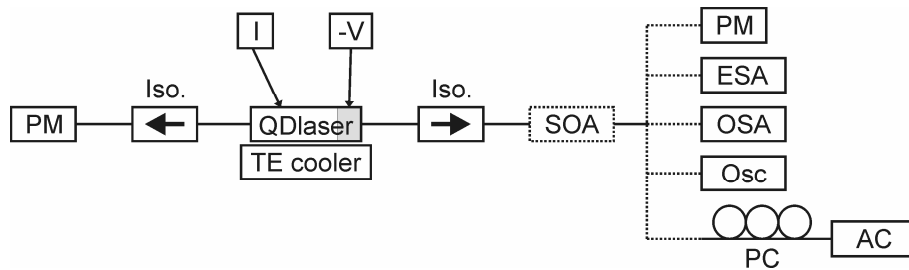 I
-V
PM
Iso.
QDlaser
TE cooler
Iso.
SOA
PM
ESA
OSA
Osc
PC
AC